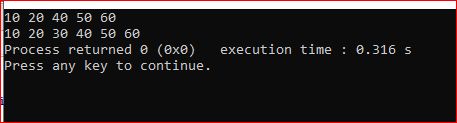 10 20 40 50 60
10 20 30 40 50 60
Process returned 0 (0x0)   execution time : 0.316 s
Press any key to continue.